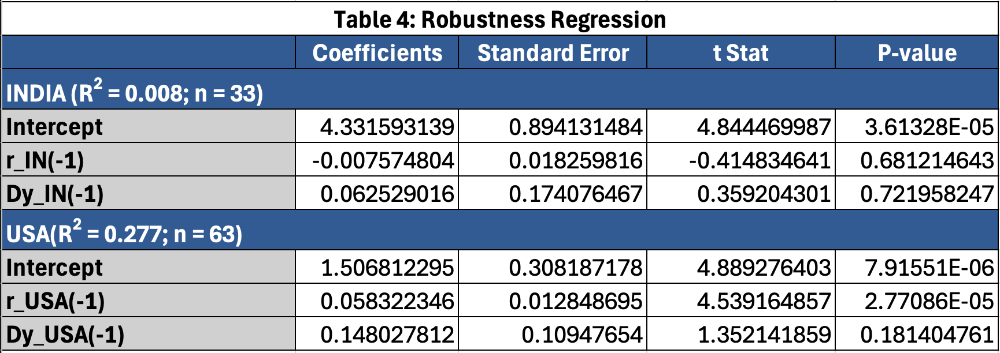 Table 4: Robustness Regression
Coefficients Standard Error t Stat P-value
INDIA (R² = 0.008; n = 33)
Intercept 4.331593139 0.894131484 4.844469987 3.61328E-05
r_IN(-1) -0.007574804 0.018259816 -0.414834641 0.681214643
Dy_IN(-1) 0.062529016 0.174076467 0.359204301 0.721958247
USA(R² = 0.277; n = 63)
Intercept 1.506812295 0.308187178 4.889276403 7.91551E-06
r_USA(-1) 0.058322346 0.012848695 4.539164857 2.77086E-05
Dy_USA(-1) 0.148027812 0.10947654 1.352141859 0.181404761